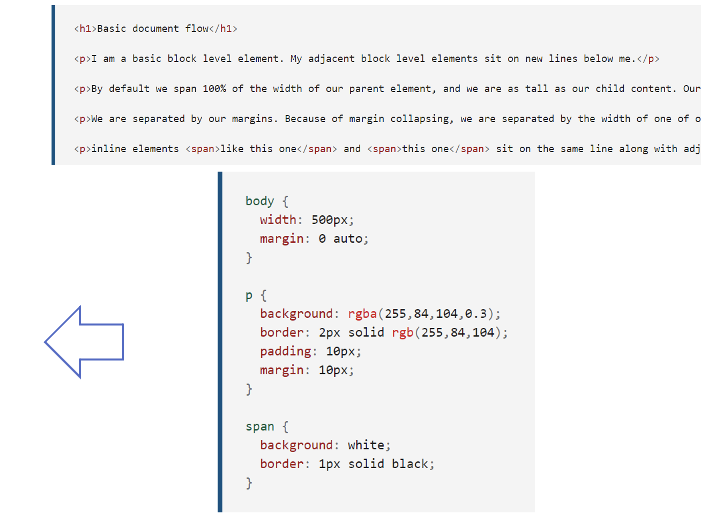 <h1>Basic document flow</h1>
<p>I am a basic block level element. My adjacent block level elements sit on new lines below me.</p>
<p>By default we span 100% of the width of our parent element, and we are as tall as our child content. Our
<p>We are separated by our margins. Because of margin collapsing, we are separated by the width of one of o
<p>inline elements <span>like this one</span> and <span>this one</span> sit on the same line along with adj
body {
  width: 500px;
  margin: 0 auto;
}
p {
  background: rgba(255,84,104,0.3);
  border: 2px solid rgb(255,84,104);
  padding: 10px;
  margin: 10px;
}
span {
  background: white;
  border: 1px solid black;
}